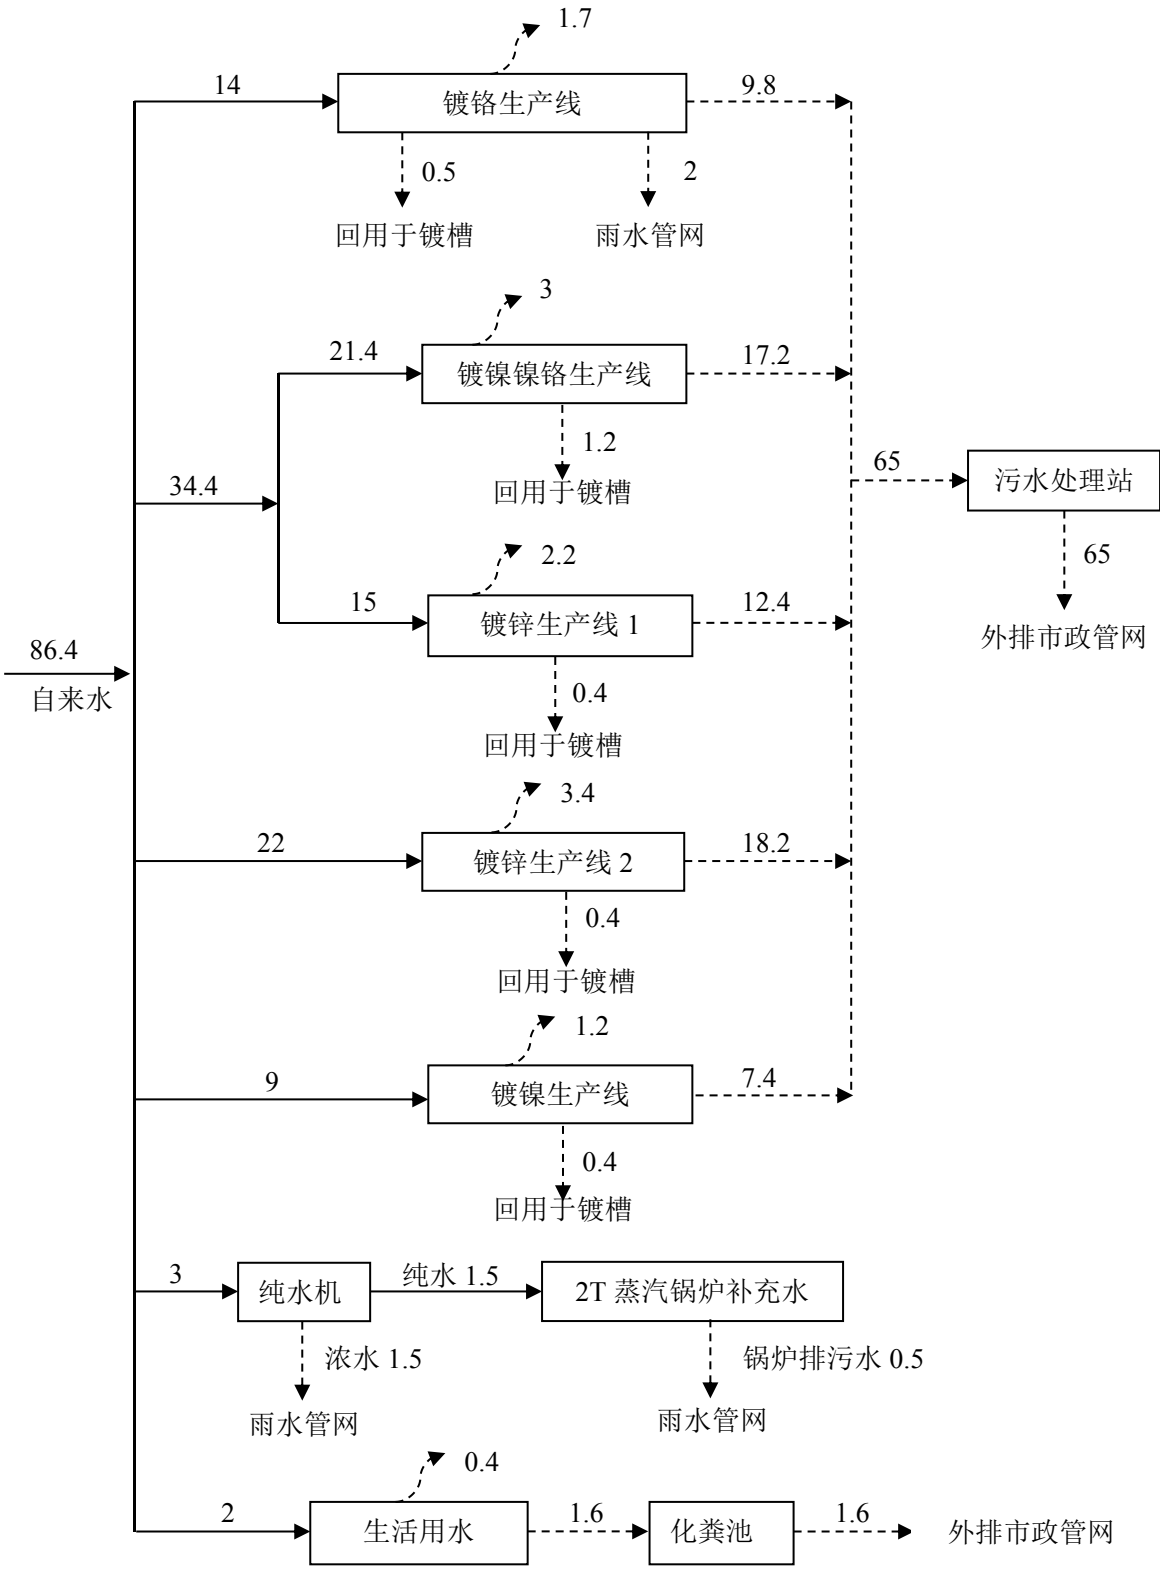 1.7
14
镀铬生产线
9.8
0.5
2
回用于镀槽
雨水管网
3
21.4
镀镍镍铬生产线
17.2
1.2
回用于镀槽
34.4
65
污水处理站
65
外排市政管网
2.2
15
镀锌生产线 1
12.4
0.4
回用于镀槽
86.4
自来水
3.4
22
镀锌生产线 2
18.2
0.4
回用于镀槽
1.2
9
镀镍生产线
7.4
0.4
回用于镀槽
3
纯水机
纯水 1.5
2T 蒸汽锅炉补充水
浓水 1.5
锅炉排污水 0.5
雨水管网
雨水管网
0.4
2
生活用水
1.6
化粪池
1.6
外排市政管网